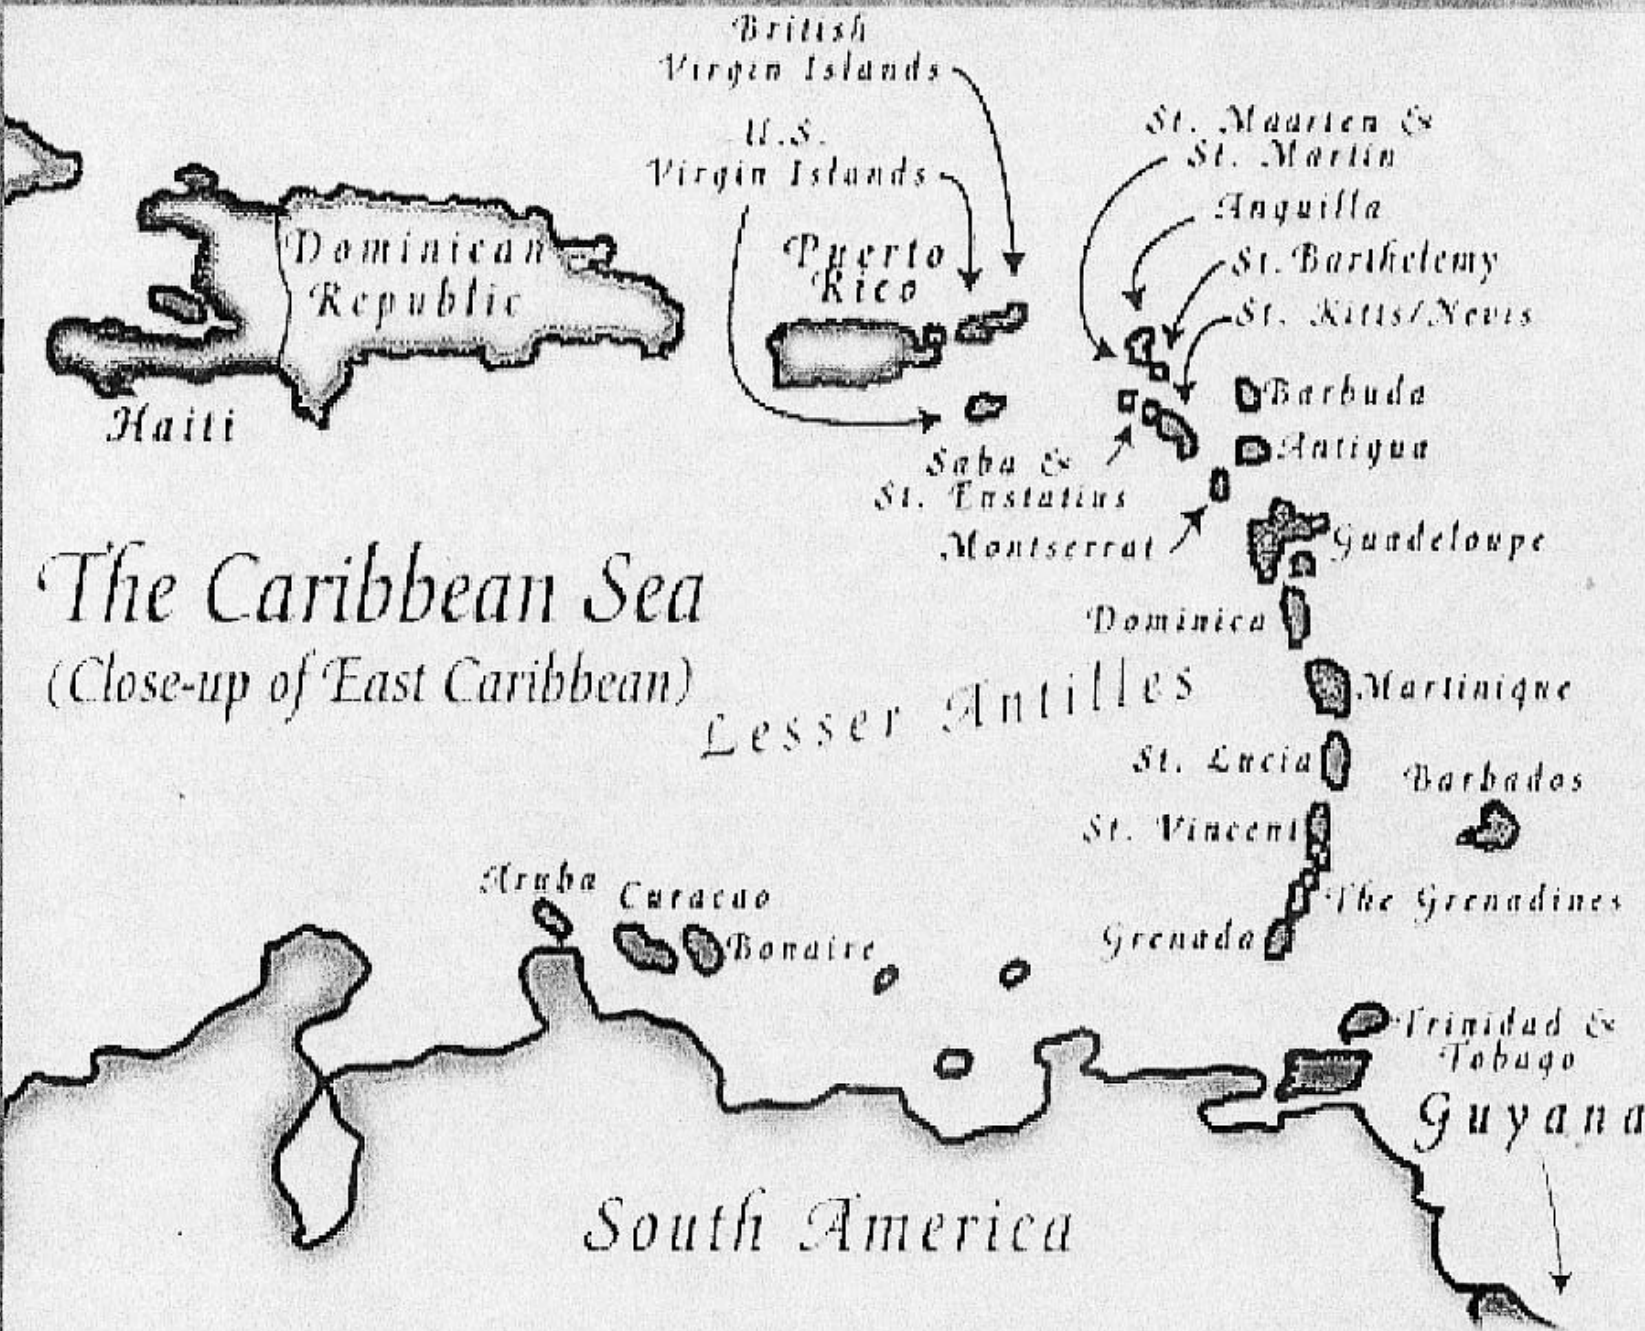 British
Virgin Islands
U.S.
Virgin Islands
St. Maarten &
St. Martin
Anguilla
St. Barthelemy
St. Kitts/Nevis
Dominican
Republic
Puerto
Rico
Haiti
Barbuda
Antigua
Saba &
St. Eustatius
Montserrat
Guadeloupe
The Caribbean Sea
(Close-up of East Caribbean)
Dominica
Lesser Antilles
Martinique
St. Lucia
Barbados
St. Vincent
Aruba
Curacao
The Grenadines
Bonaire
Grenada
Trinidad &
Tobago
Guyana
South America